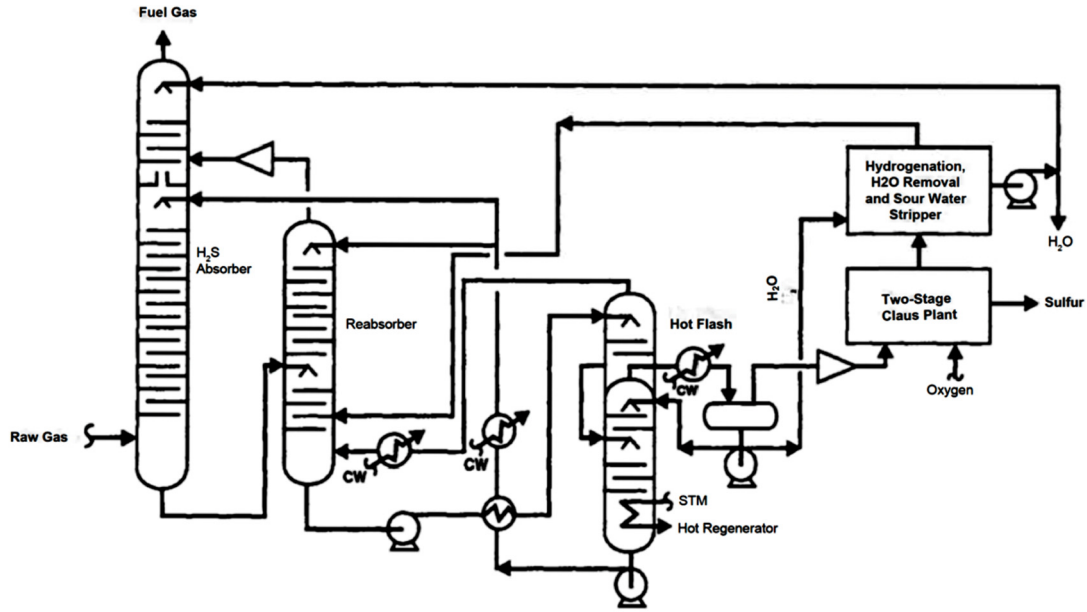 Fuel Gas
Hydrogenation,
H2O Removal
and Sour Water
Stripper
H₂O
H₂S
Absorber
H₂O
Two-Stage
Claus Plant
Sulfur
Reabsorber
Hot Flash
CW
Oxygen
Raw Gas
CW
CW
STM
Hot Regenerator